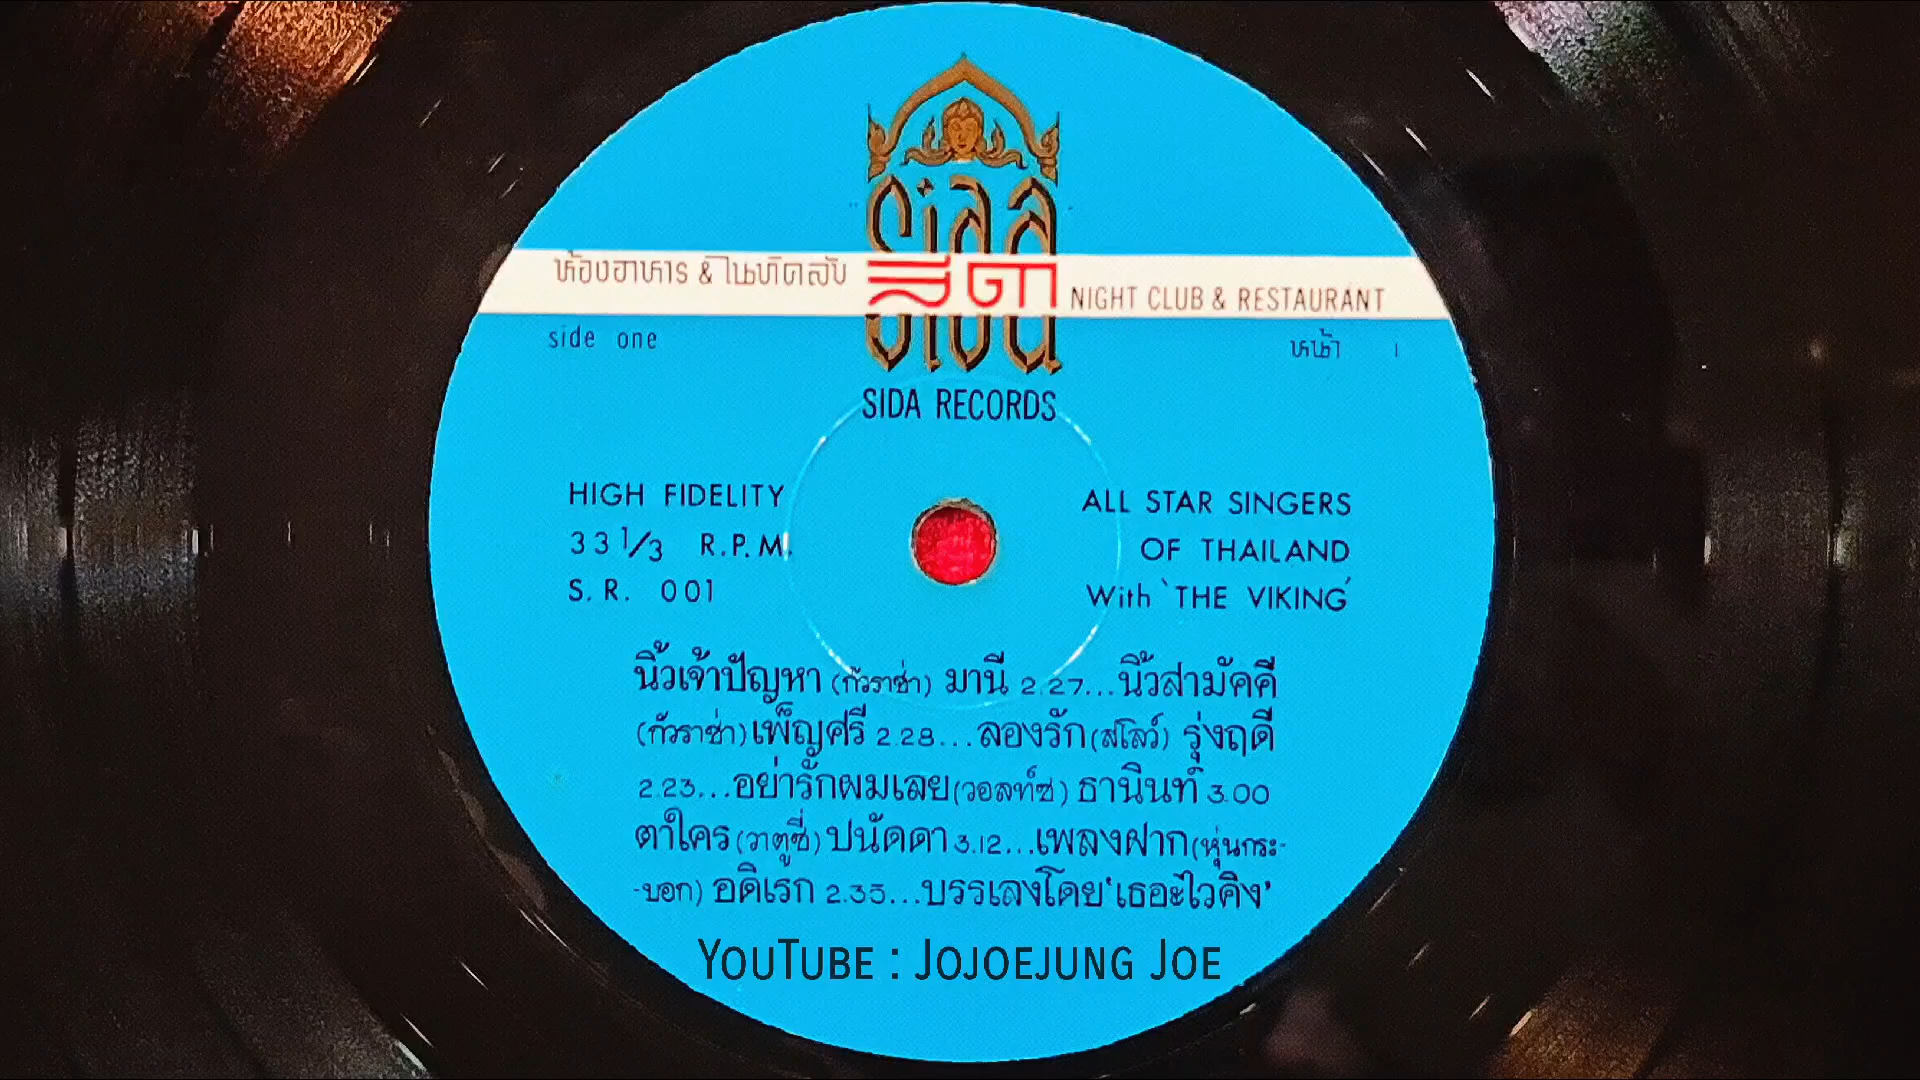 sida
ห้องอาหาร & ไนท์คลับ สีดา NIGHT CLUB & RESTAURANT
side one หน้า 1
SIDA RECORDS
HIGH FIDELITY ALL STAR SINGERS
33 1/3 R.P.M. OF THAILAND
S. R. 001 With 'THE VIKING'
นิ้วเจ้าปัญหา (กัวราช่า) มานี 2.27...นิ้วสามัคคี
(กัวราช่า) เพ็ญศรี 2.28...ลองรัก (สโลว์) รุ่งฤดี
2.23...อย่ารักผมเลย (วอลท์ซ) ธานินท์ 3.00
ตาใคร (วาตูซี่) ปนัดดา 3.12...เพลงฝาก (หุ่นกระ-
-บอก) อดิเรก 2.35...บรรเลงโดย 'เธอะไวคิง'
YouTube : Jojoejung Joe